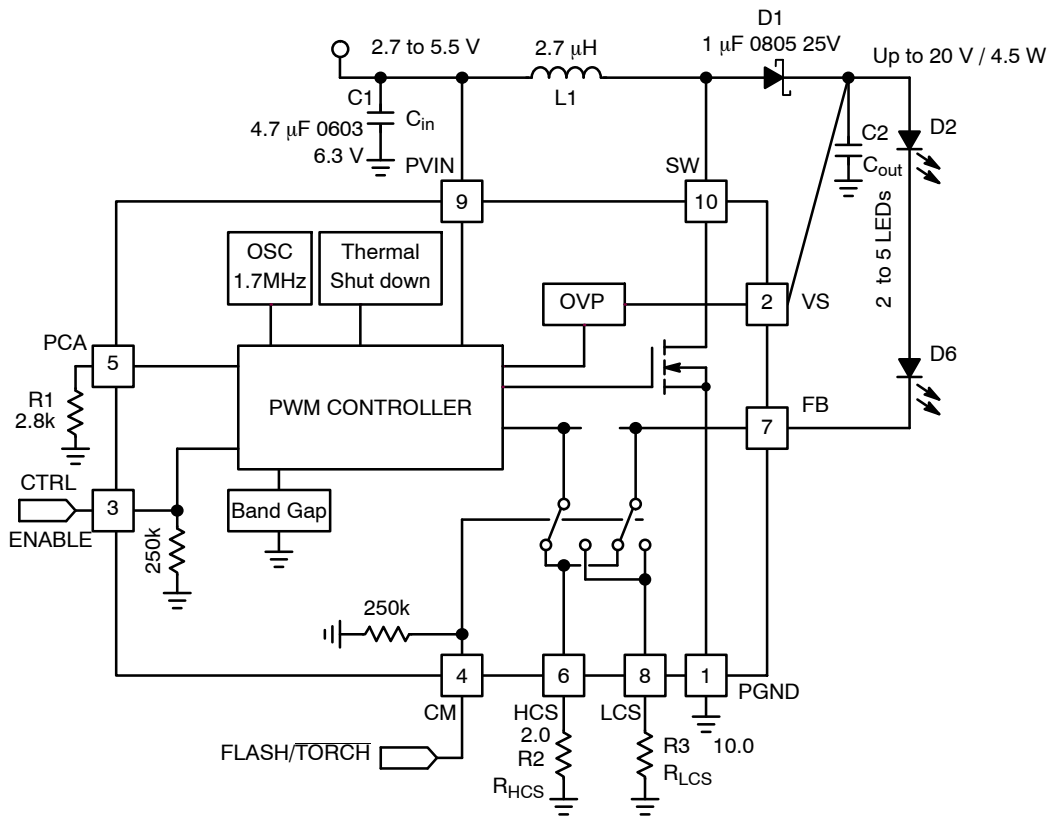 D1
2.7 to 5.5 V
2.7 µH
1 µF 0805 25V
Up to 20 V / 4.5 W
C1
L1
Cin
4.7 µF 0603
6.3 V
C2
Cout
D2
PVIN
SW
9
10
2 to 5 LEDs
OSC
1.7MHz
Thermal
Shut down
OVP
2
VS
PCA
5
R1
2.8k
PWM CONTROLLER
D6
FB
7
CTRL
3
ENABLE
250k
Band Gap
250k
4
6
8
1
CM
HCS
LCS
PGND
2.0
R2
RHCS
R3
10.0
RLCS
FLASH/TORCH